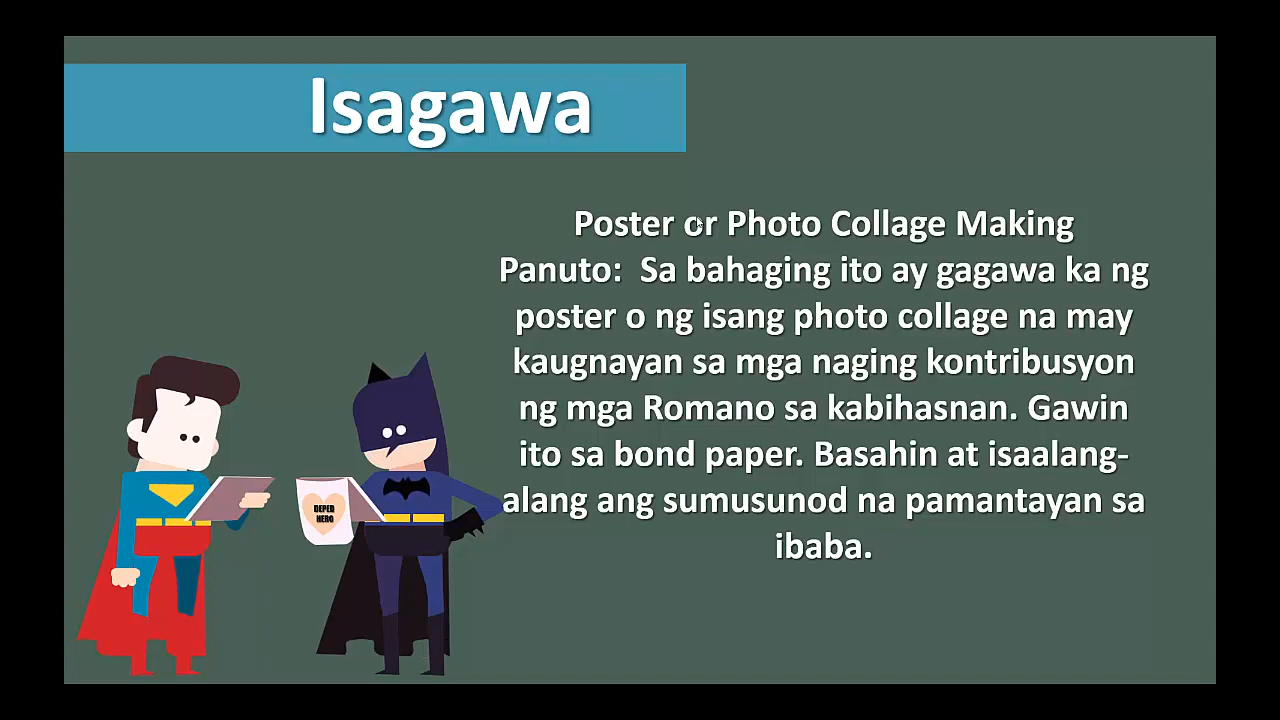 Isagawa
Poster or Photo Collage Making
Panuto:  Sa bahaging ito ay gagawa ka ng
poster o ng isang photo collage na may
kaugnayan sa mga naging kontribusyon
ng mga Romano sa kabihasnan. Gawin
ito sa bond paper. Basahin at isaalang-
alang ang sumusunod na pamantayan sa
ibaba.
DEPED
HERO